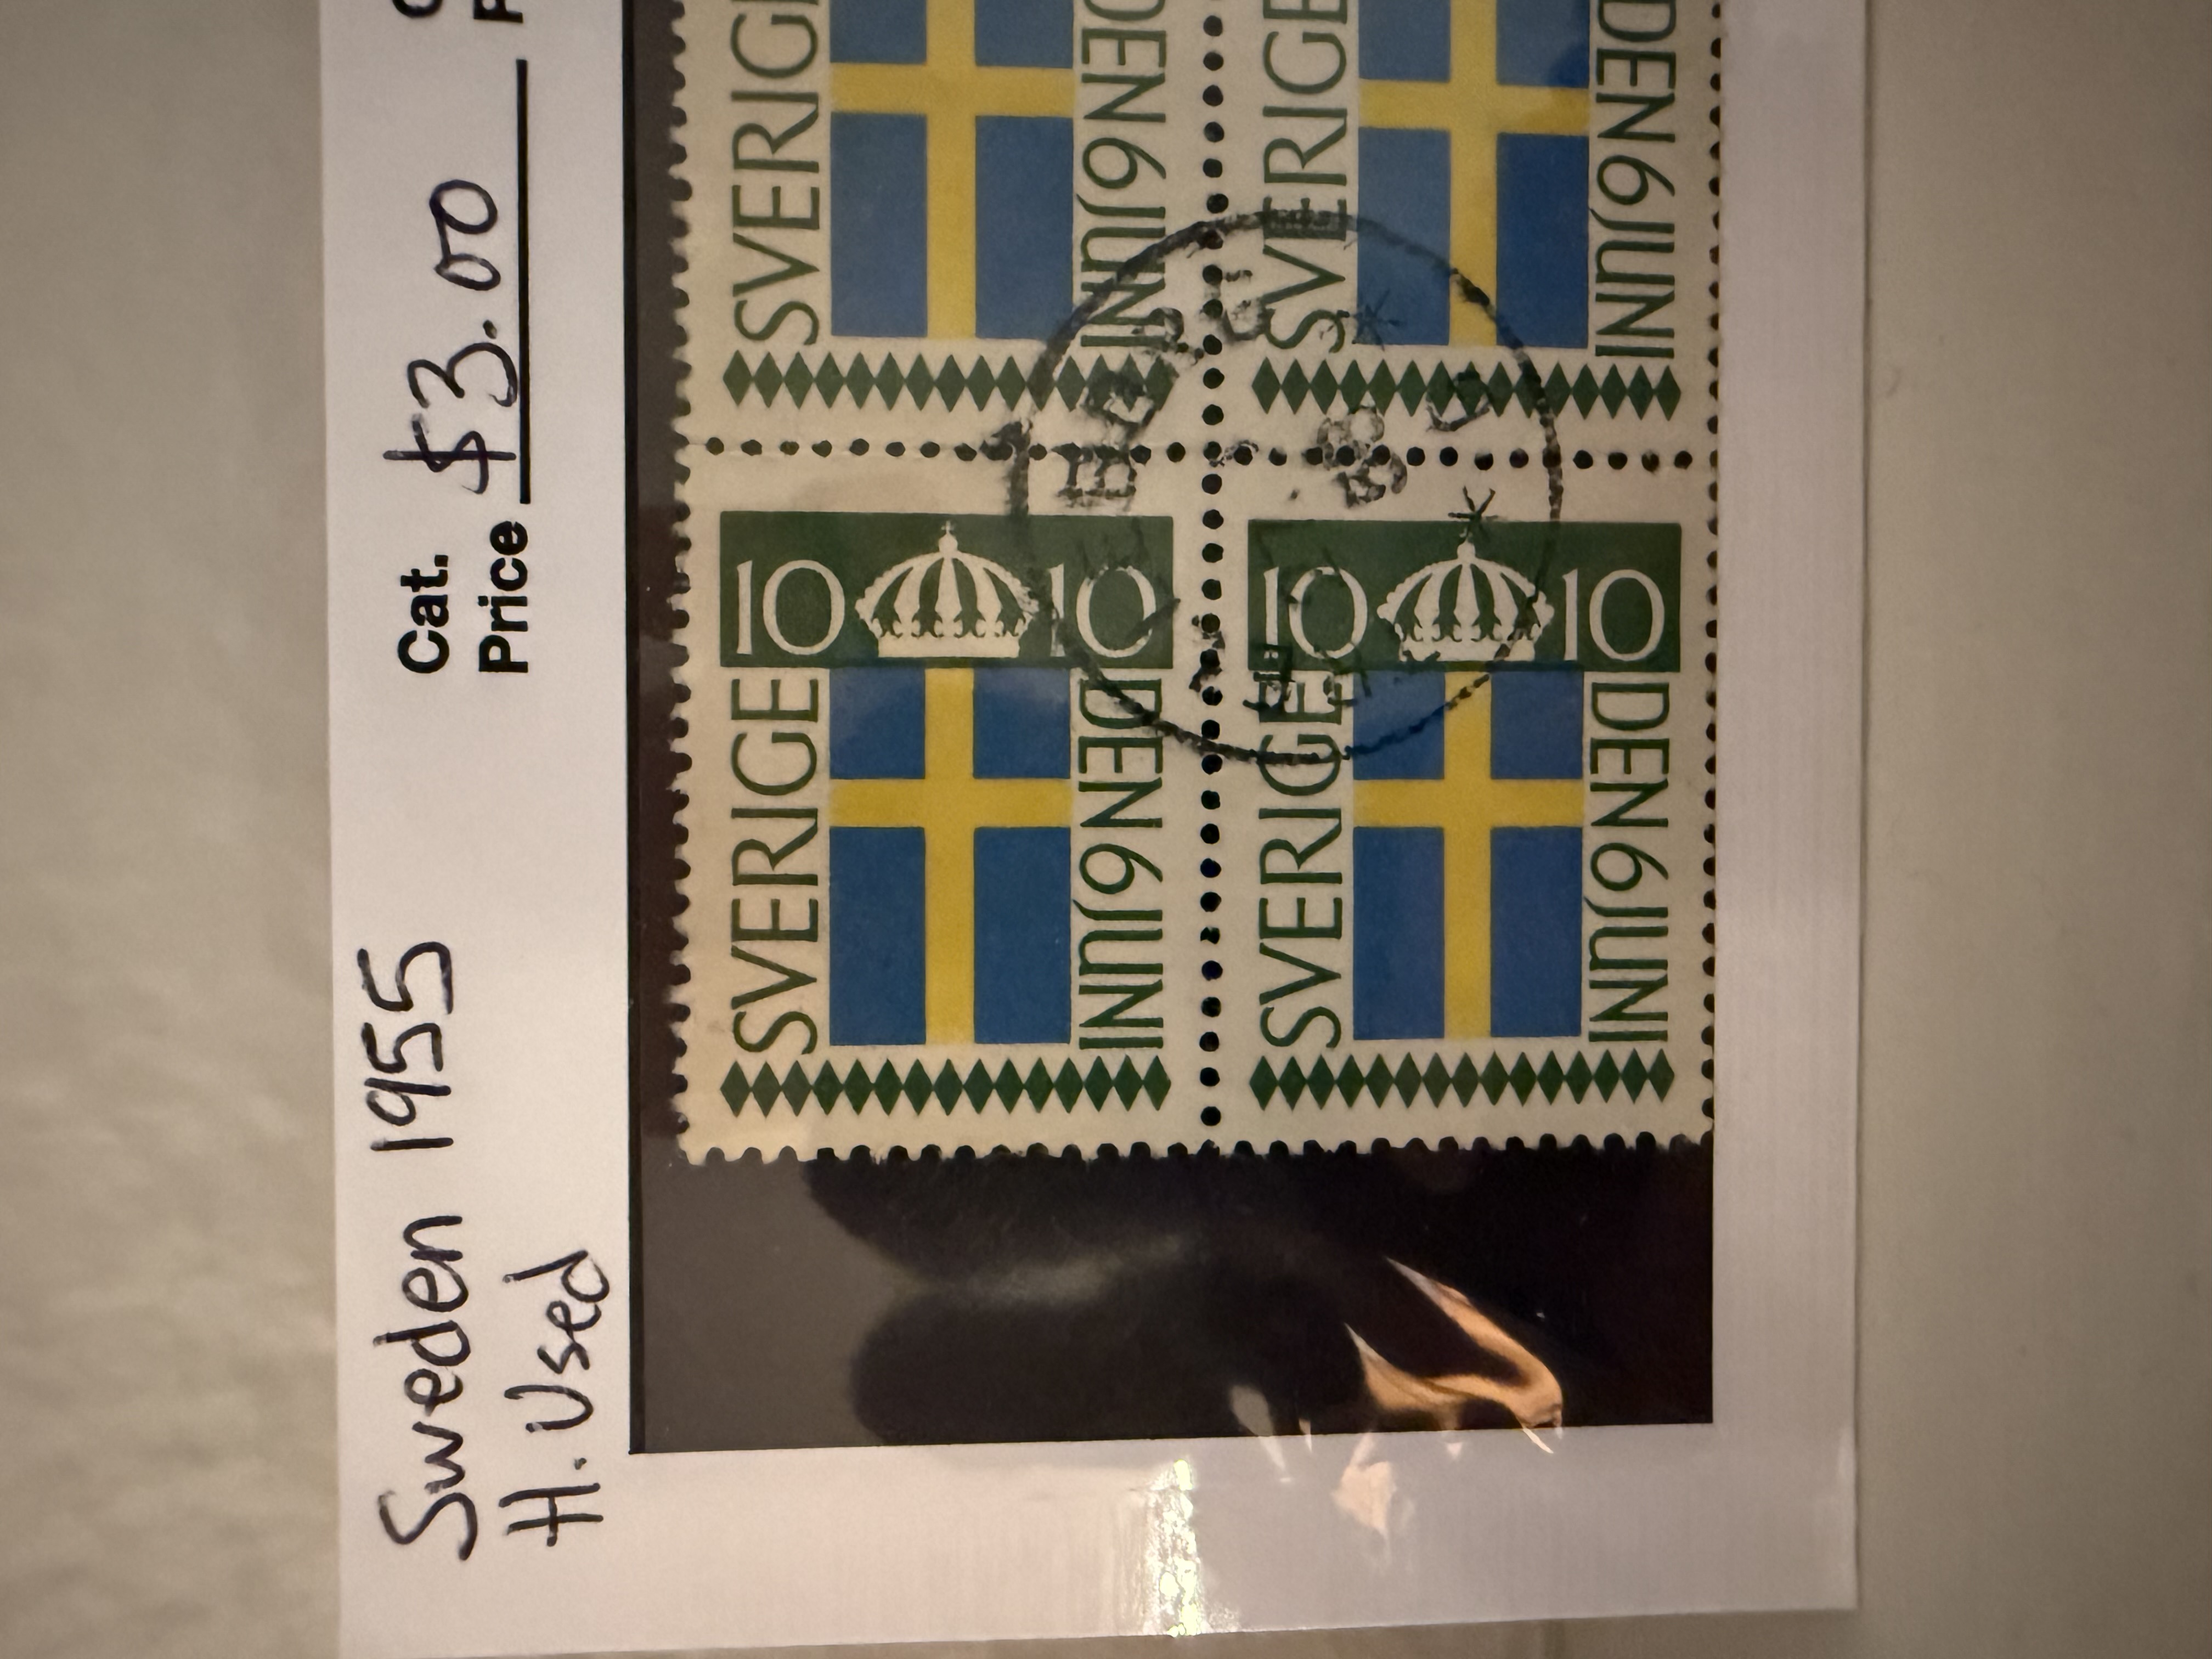 Sweden 1955
H. Used
Cat.
Price $3.00
SVERIGE
DEN 6 JUNI
SVERIGE
DEN 6 JUNI
10 10
SVERIGE
DEN 6 JUNI
10 10
SVERIGE
DEN 6 JUNI